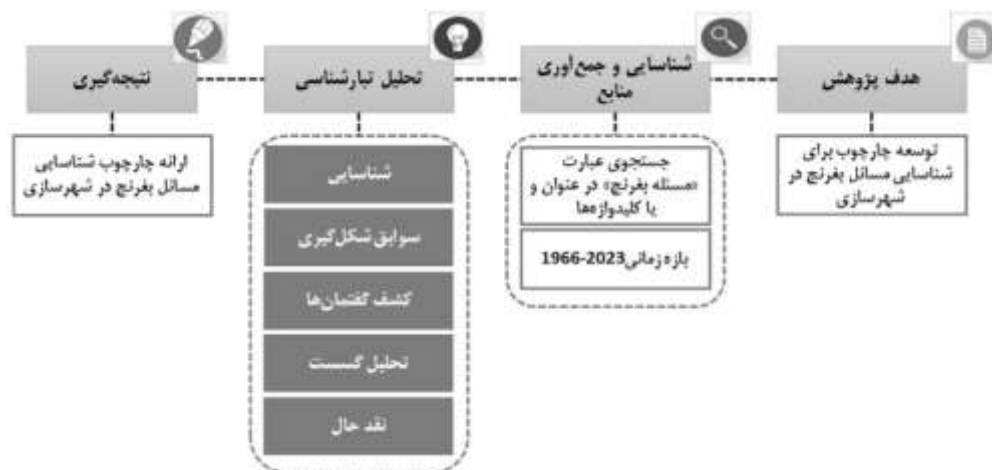 هدف پژوهش
توسعه چارچوب برای
شناسایی مسائل بغرنج در
شهرسازی
شناسایی و جمع‌آوری
منابع
جستجوی عبارت
«مسئله بغرنج» در عنوان و
یا کلیدواژه‌ها
بازه زمانی 1966-2023
تحلیل تبارشناسی
شناسایی
سوابق شکل‌گیری
کشف گفتمان‌ها
تحلیل گسست
نقد حال
نتیجه‌گیری
ارائه چارچوب شناسایی
مسائل بغرنج در شهرسازی